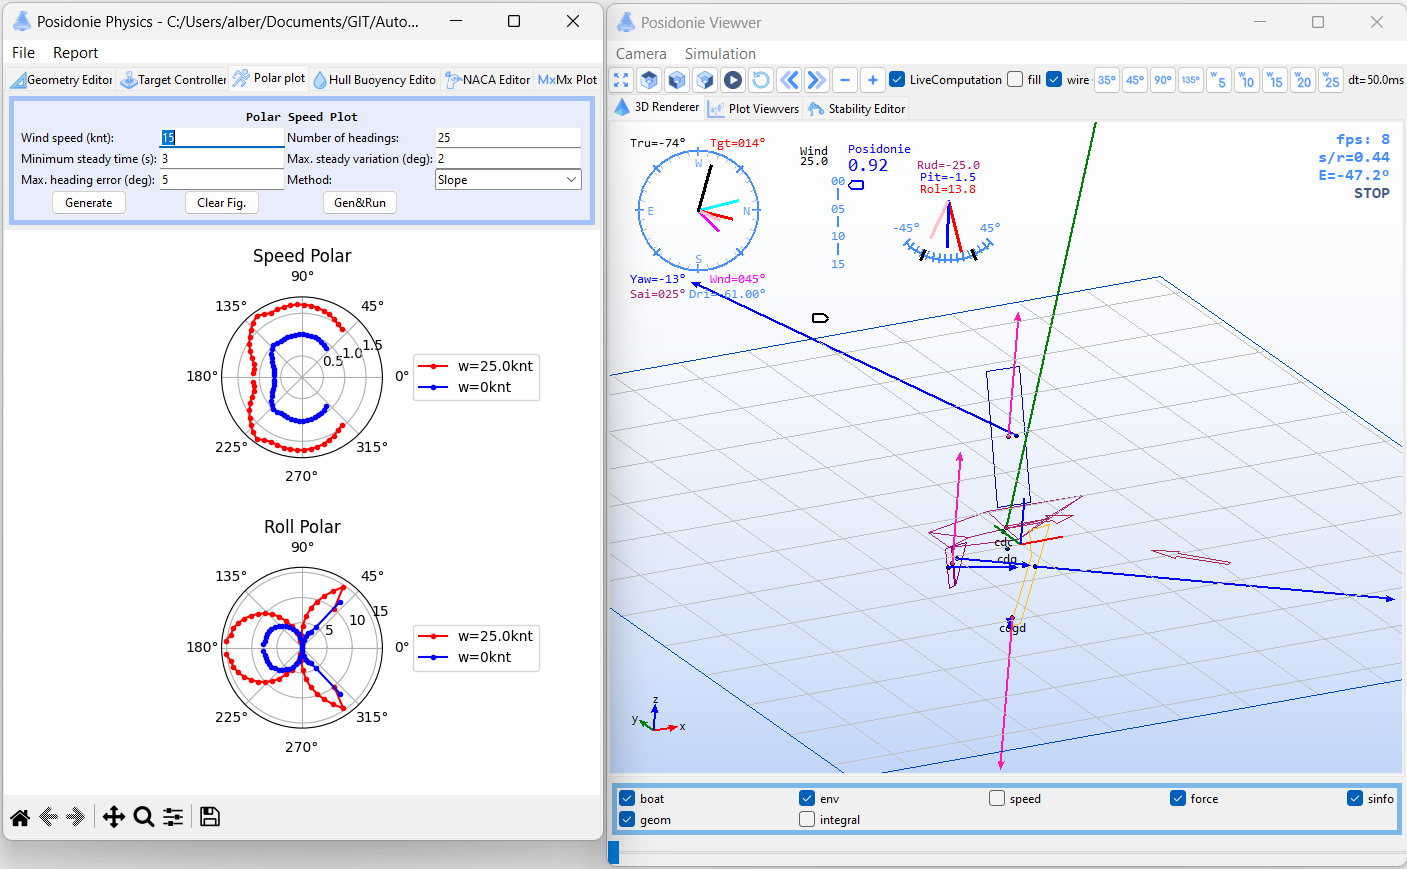 Posidonie Physics - C:/Users/alber/Documents/GIT/Auto...
File Report
Geometry Editor Target Controller Polar plot Hull Buoyency Edito NACA Editor Mx Mx Plot
Polar Speed Plot
Wind speed (knt): 15 Number of headings: 25
Minimum steady time (s): 3 Max. steady variation (deg): 2
Max. heading error (deg): 5 Method: Slope
Generate Clear Fig. Gen&Run
Speed Polar
90°
135° 45°
0.5 1.0 1.5
180° 0°
w=25.0knt
w=0knt
225° 315°
270°
Roll Polar
90°
135° 45°
5 10 15
180° 0°
w=25.0knt
w=0knt
225° 315°
270°
Posidonie Viewver
Camera Simulation
LiveComputation fill wire 35° 45° 90° 135° w 5 w 10 w 15 w 20 w 25 dt=50.0ms
3D Renderer Plot Viewvers Stability Editor
Tru=-74° Tgt=014°
W
E N
S
Yaw=-13° Wnd=045°
Sai=025° Dri=-61.00°
Wind
25.0
Posidonie
0.92
00
05
10
15
Rud=-25.0
Pit=-1.5
Rol=13.8
-45° 45°
fps: 8
s/r=0.44
E=-47.2°
STOP
cdc
cdg
z
y
x
boat env speed force sinfo
geom integral